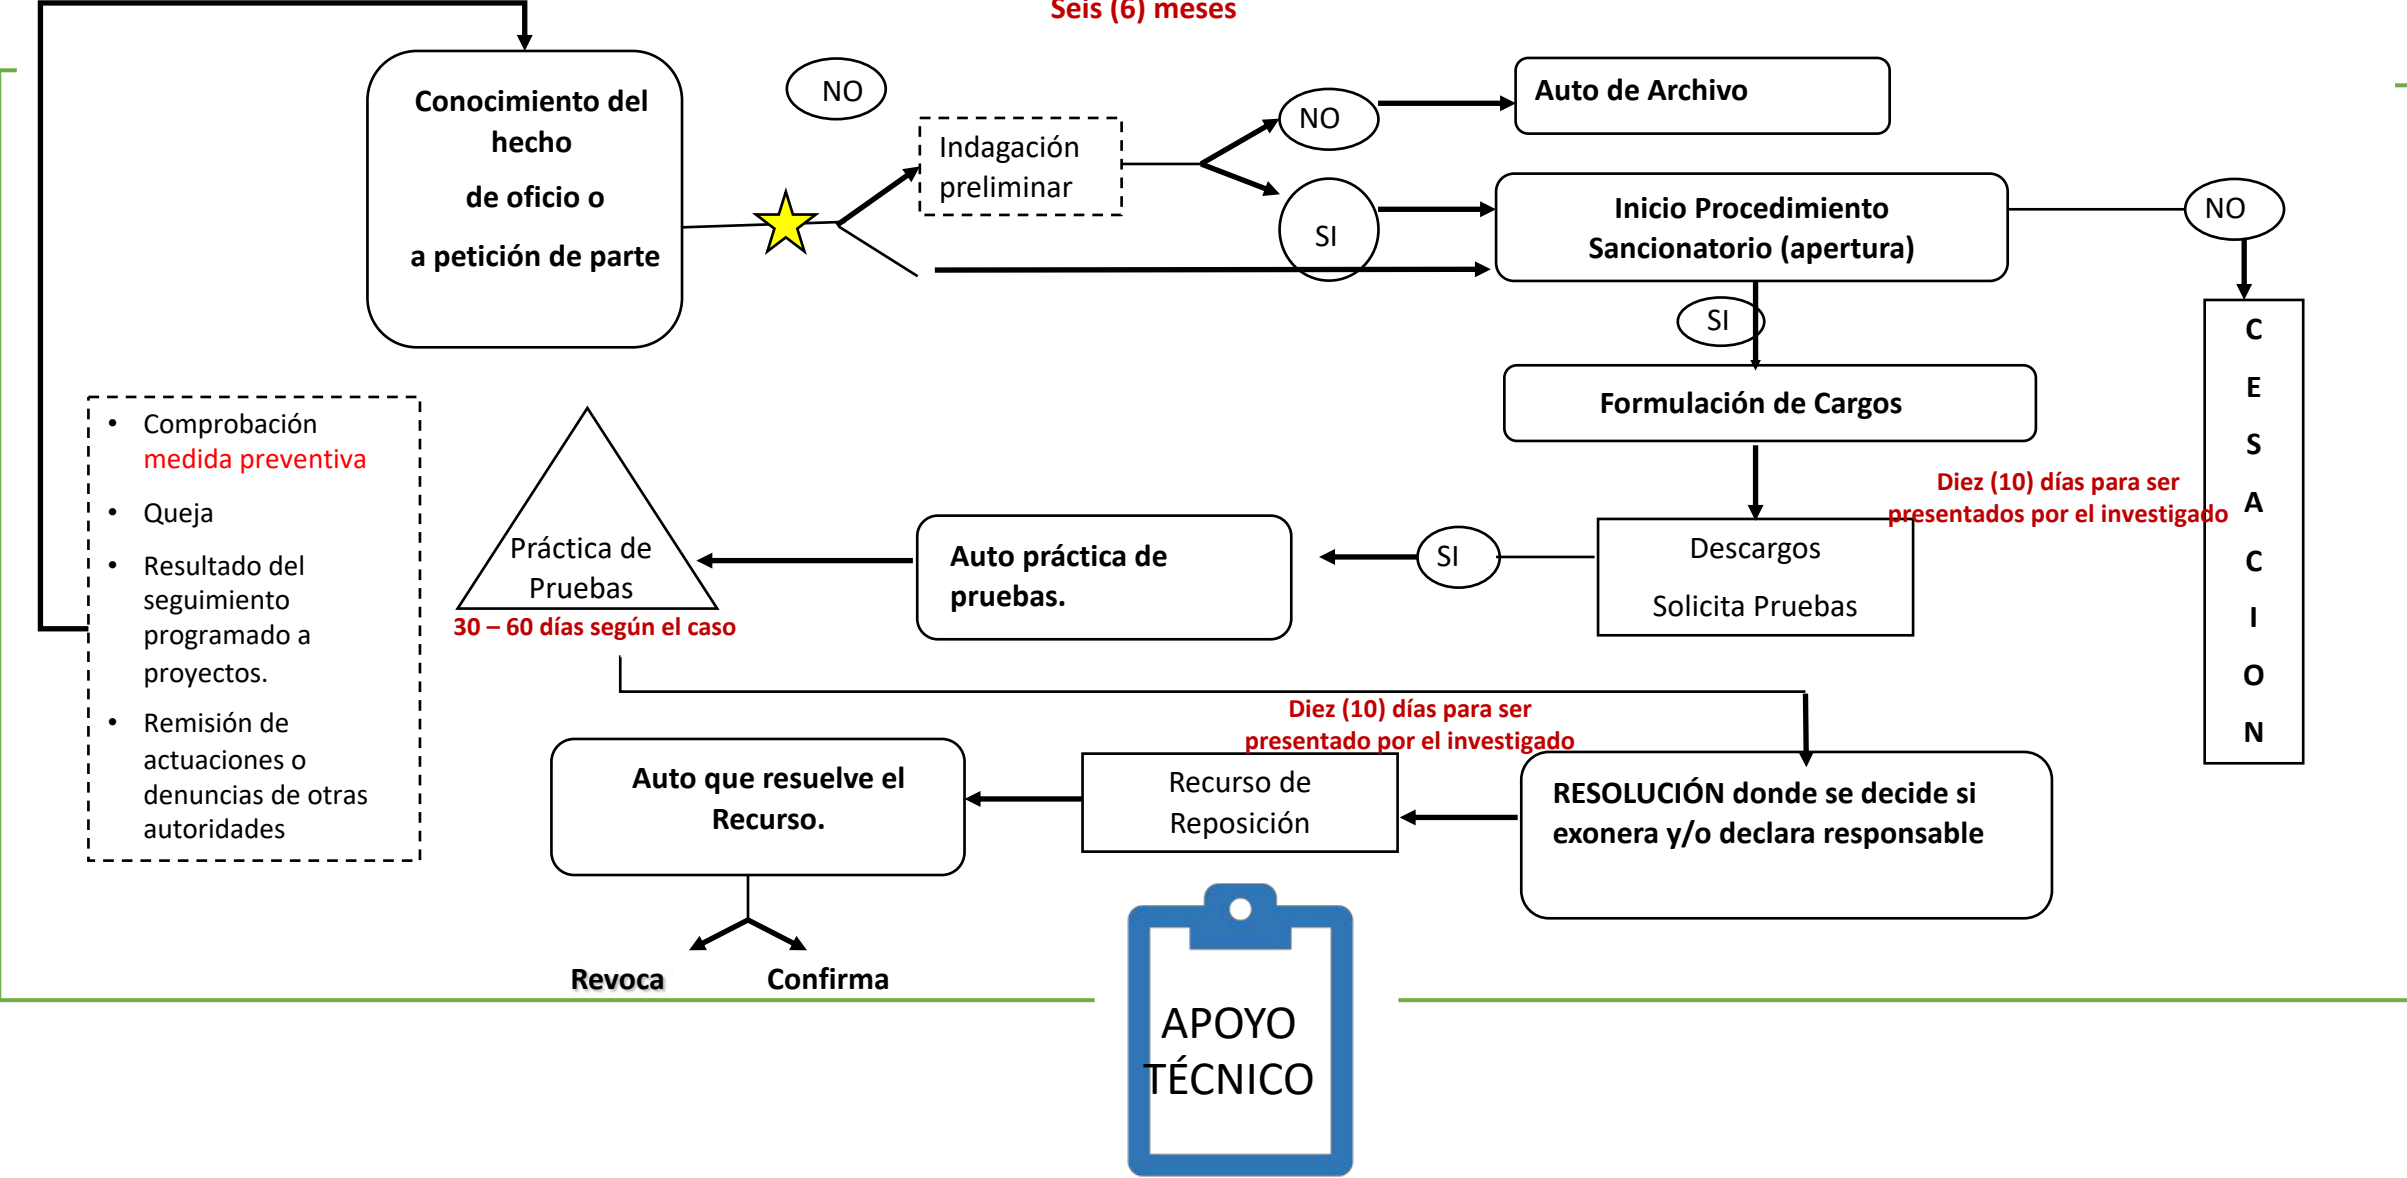 Seis (6) meses
Conocimiento del
hecho
de oficio o
a petición de parte
NO
Indagación
preliminar
NO
Auto de Archivo
SI
Inicio Procedimiento
Sancionatorio (apertura)
NO
SI
C
E
S
A
C
I
O
N
Formulación de Cargos
Diez (10) días para ser
presentados por el investigado
Descargos
Solicita Pruebas
SI
Auto práctica de
pruebas.
Práctica de
Pruebas
30 – 60 días según el caso
• Comprobación
medida preventiva
• Queja
• Resultado del
seguimiento
programado a
proyectos.
• Remisión de
actuaciones o
denuncias de otras
autoridades
Diez (10) días para ser
presentado por el investigado
RESOLUCIÓN donde se decide si
exonera y/o declara responsable
Recurso de
Reposición
Auto que resuelve el
Recurso.
Revoca
Confirma
APOYO
TÉCNICO